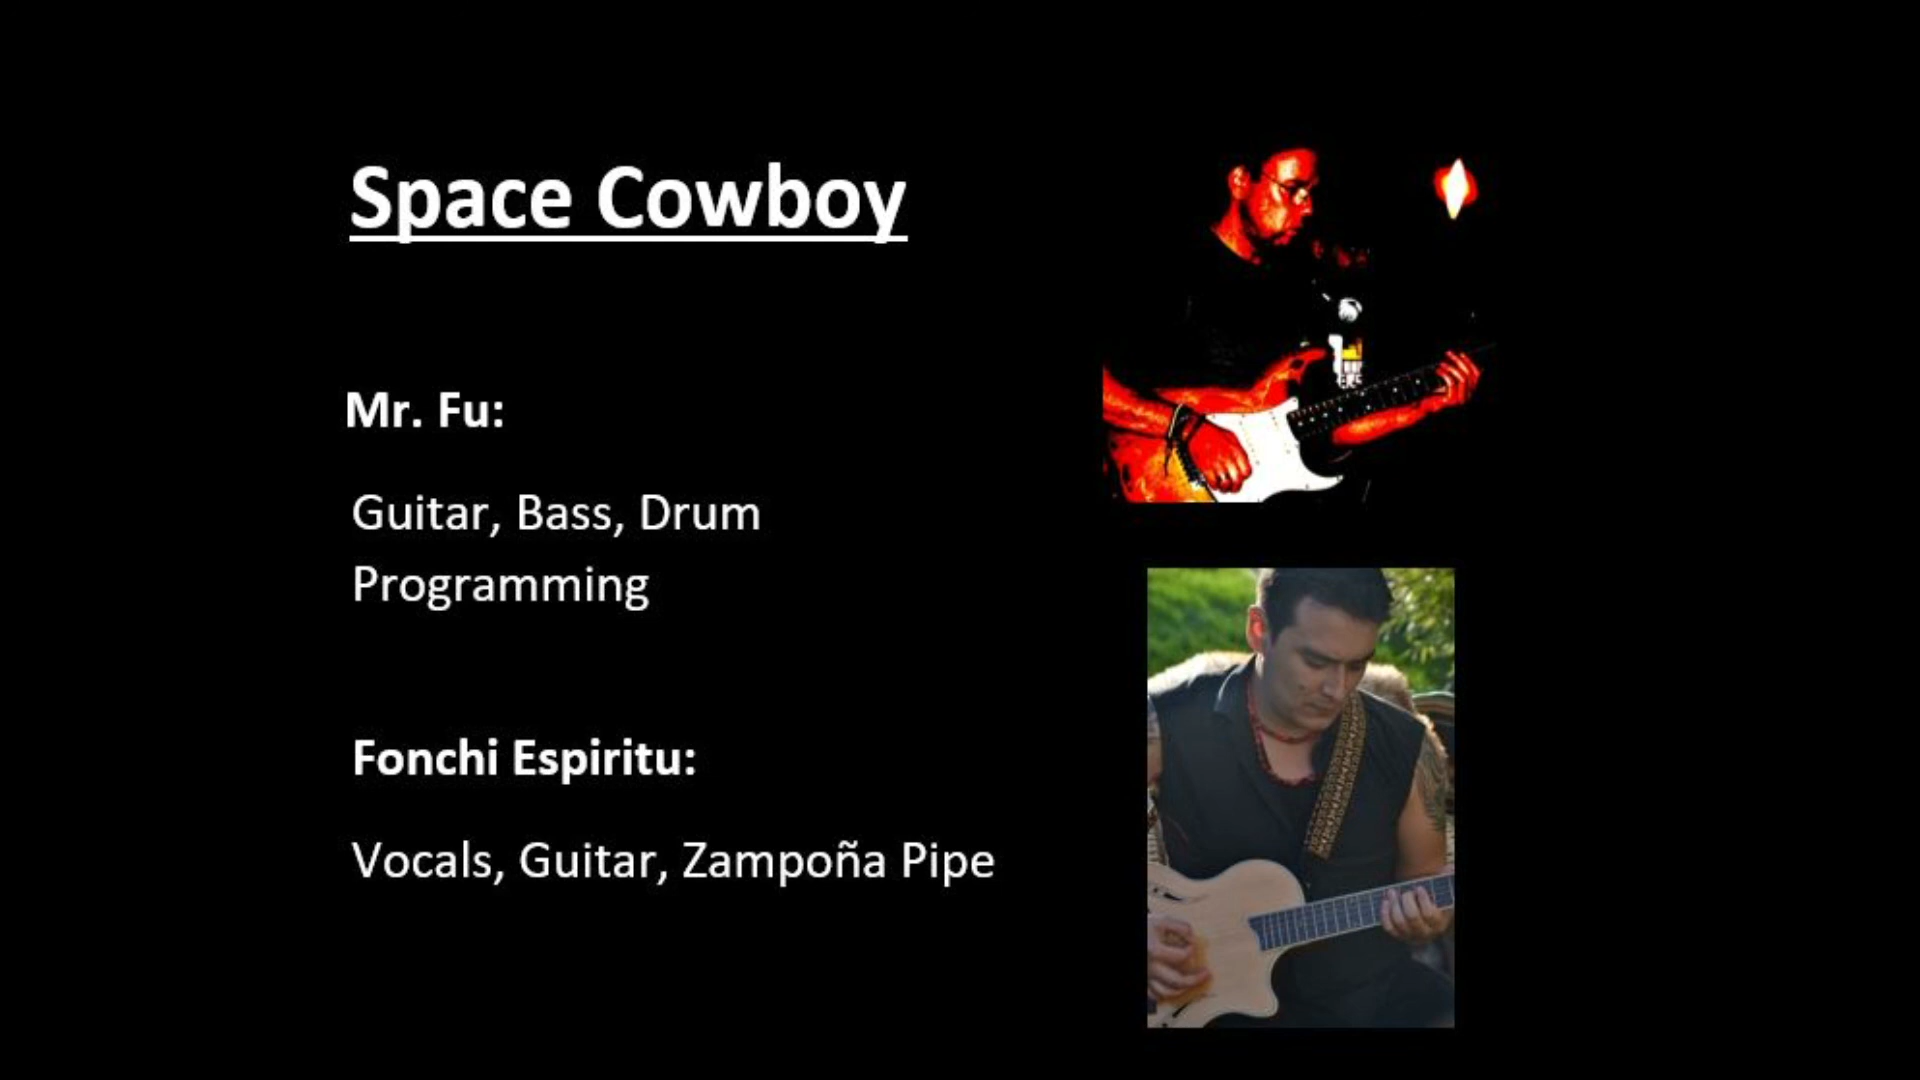 Space Cowboy
Mr. Fu:
Guitar, Bass, Drum
Programming
Fonchi Espiritu:
Vocals, Guitar, Zampoña Pipe